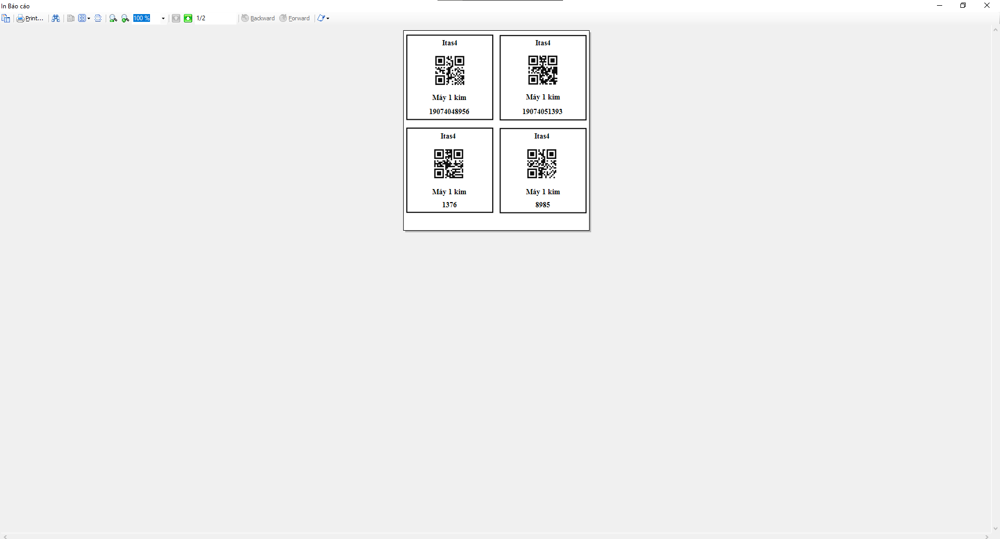 In Báo cáo
Print...
100 %
1/2
Backward
Forward
Itas4
Máy 1 kim
19074048956
Itas4
Máy 1 kim
19074051393
Itas4
Máy 1 kim
1376
Itas4
Máy 1 kim
8985